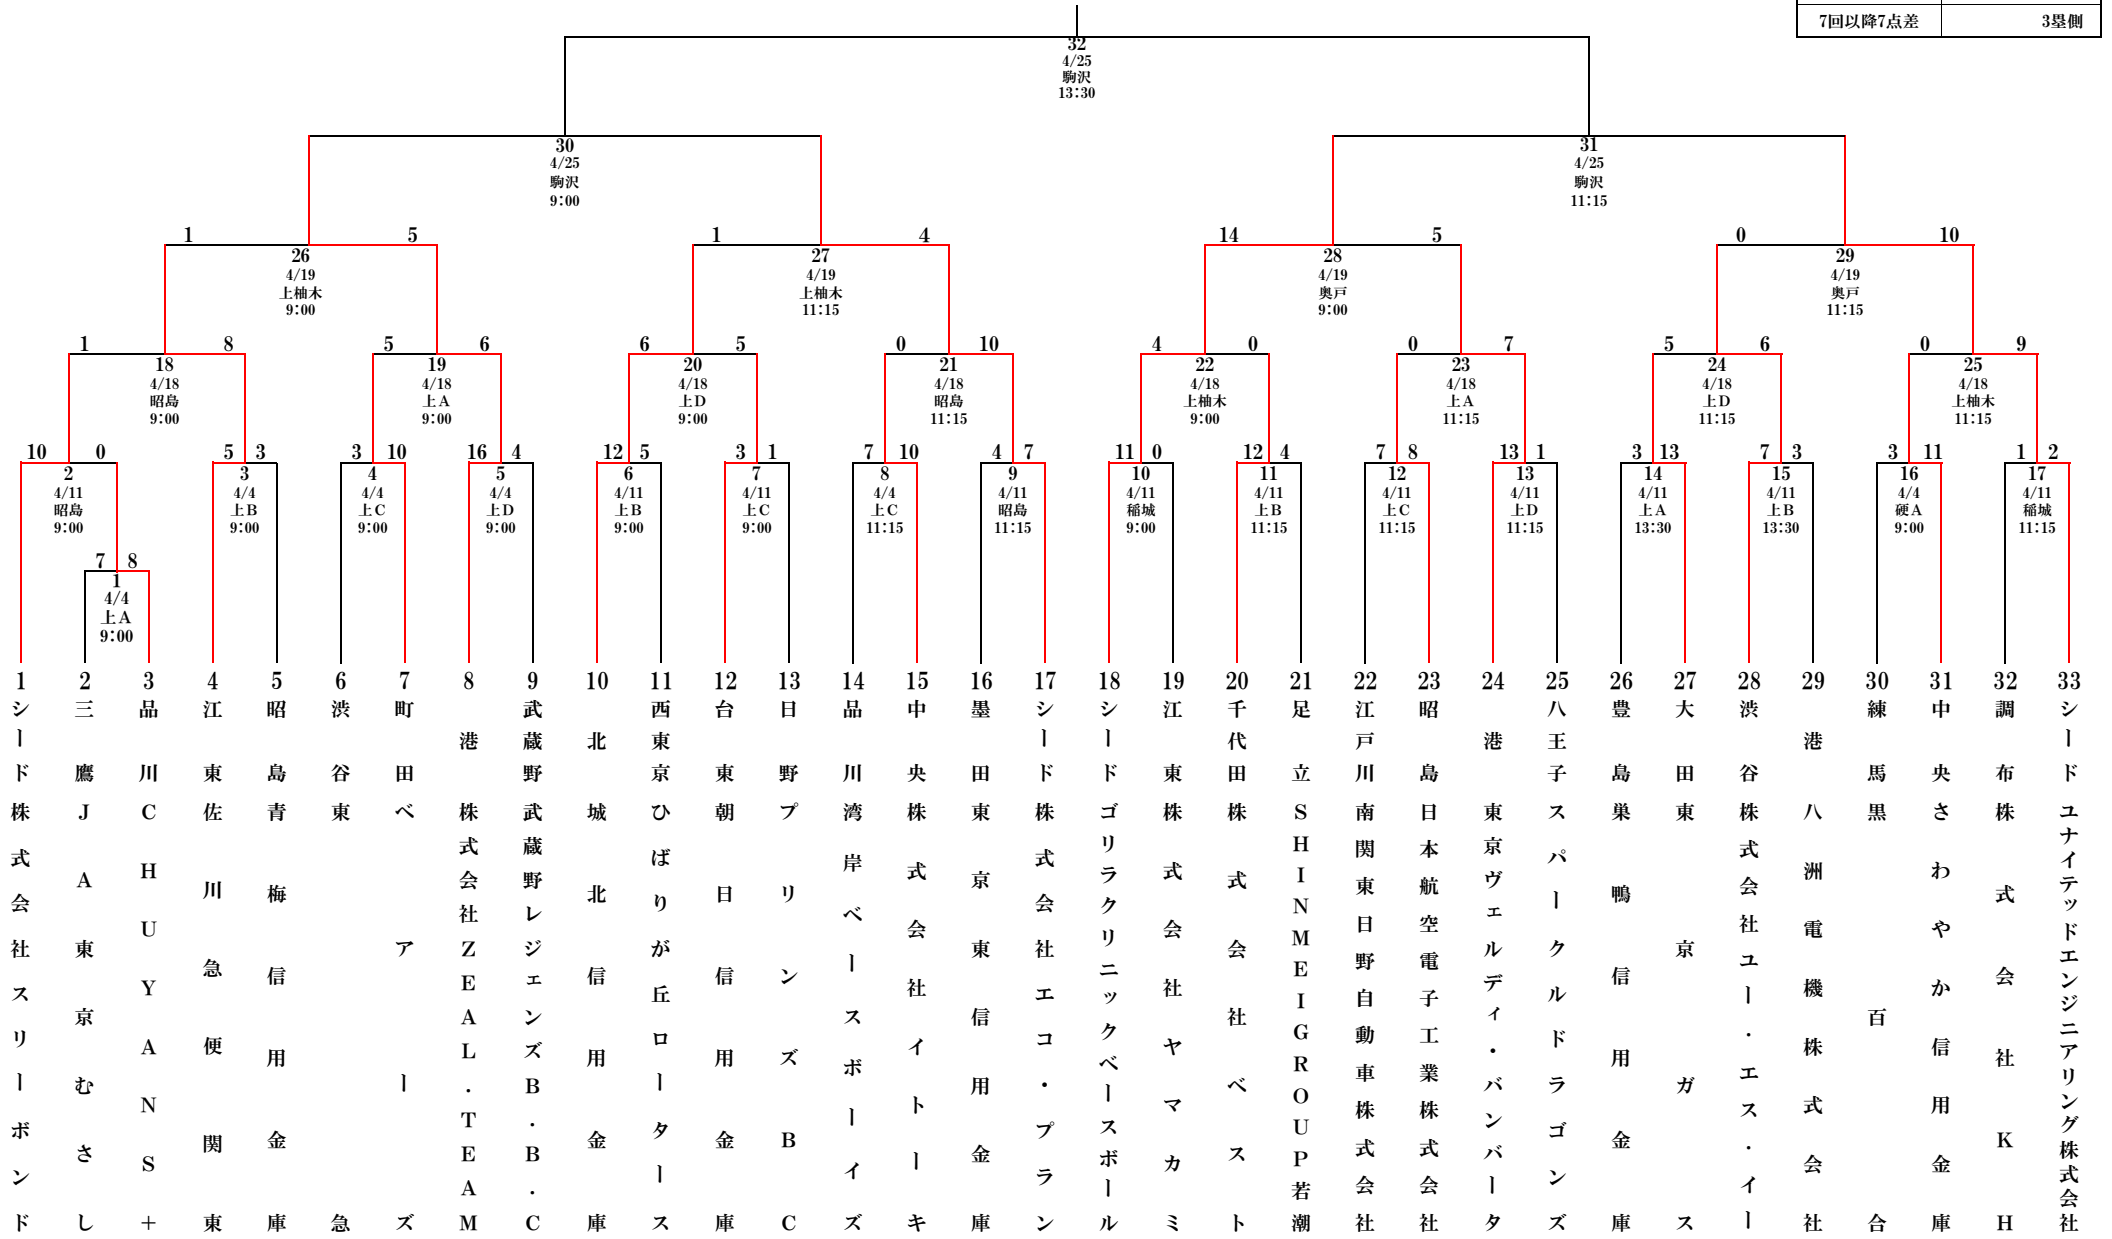 7回以降7点差 3塁側
32
4/25
駒沢
13:30
30
4/25
駒沢
9:00
31
4/25
駒沢
11:15
1 5 1 4 14 5 0 10
26 27 28 29
4/19 4/19 4/19 4/19
上柚木 上柚木 奥戸 奥戸
9:00 11:15 9:00 11:15
1 8 5 6 6 5 0 10 4 0 0 7 5 6 0 9
18 19 20 21 22 23 24 25
4/18 4/18 4/18 4/18 4/18 4/18 4/18 4/18
昭島 上A 上D 昭島 上柚木 上A 上D 上柚木
9:00 9:00 9:00 11:15 9:00 11:15 11:15 11:15
10 0 5 3 3 10 16 4 12 5 3 1 7 10 4 7 11 0 12 4 7 8 13 1 3 13 7 3 3 11 1 2
2 3 4 5 6 7 8 9 10 11 12 13 14 15 16 17
4/11 4/4 4/4 4/4 4/11 4/11 4/4 4/11 4/11 4/11 4/11 4/11 4/11 4/11 4/4 4/11
昭島 上B 上C 上D 上B 上C 上C 昭島 稲城 上B 上C 上D 上A 上B 硬A 稲城
9:00 9:00 9:00 9:00 9:00 9:00 11:15 11:15 9:00 11:15 11:15 11:15 13:30 13:30 9:00 11:15
7 8
1
4/4
上A
9:00
1 シード 株式会社スリーボンド
2 三鷹 JA東京むさし
3 品川 CHUYANS+
4 江東 佐川急便関東
5 昭島 青梅信用金庫
6 渋谷 東急
7 町田 ベアーズ
8 港 株式会社ZEAL.TEAM
9 武蔵野 武蔵野レジェンズB.B.C
10 北 城北信用金庫
11 西東京 ひばりが丘ロータース
12 台東 朝日信用金庫
13 日野 プリンズBC
14 品川 湾岸ベースボーイズ
15 中央 株式会社イトーキ
16 墨田 東京東信用金庫
17 シード 株式会社エコ・プラン
18 シード ゴリラクリニックベースボール
19 江東 株式会社ヤマカミ
20 千代田 株式会社ベスト
21 足立 SHINMEIGROUP若潮
22 江戸川 南関東日野自動車株式会社
23 昭島 日本航空電子工業株式会社
24 港 東京ヴェルディ・バンバータ
25 八王子 スパークルドラゴンズ
26 豊島 巣鴨信用金庫
27 大田 東京ガス
28 渋谷 株式会社ユー.エス.イー
29 港 八洲電機株式会社
30 練馬 黒百合
31 中央 さわやか信用金庫
32 調布 株式会社KH
33 シード ユナイテッドエンジニアリング株式会社